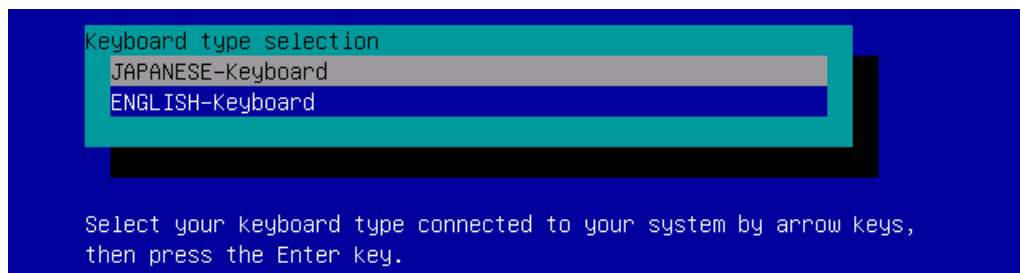 Keyboard type selection
JAPANESE-Keyboard
ENGLISH-Keyboard
Select your keyboard type connected to your system by arrow keys,
then press the Enter key.